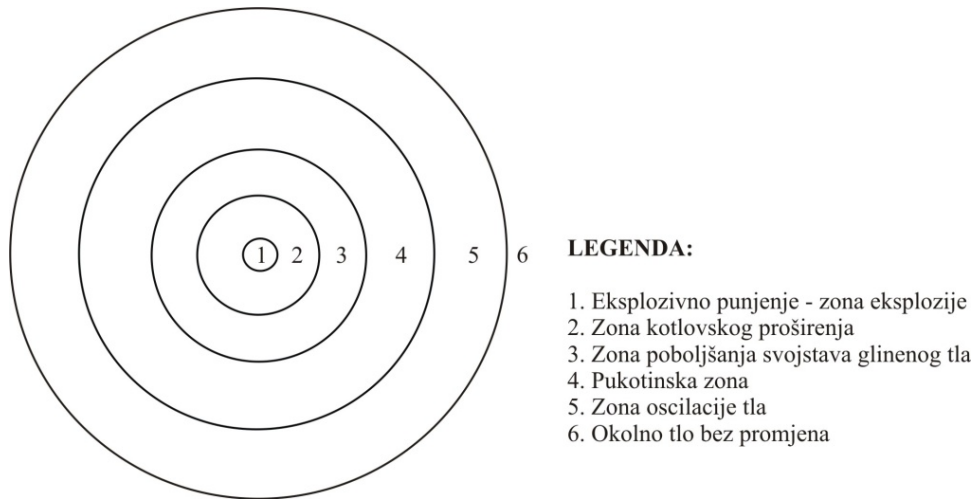 1 2 3 4 5 6
LEGENDA:
1. Eksplozivno punjenje - zona eksplozije
2. Zona kotlovskog proširenja
3. Zona poboljšanja svojstava glinenog tla
4. Pukotinska zona
5. Zona oscilacije tla
6. Okolno tlo bez promjena